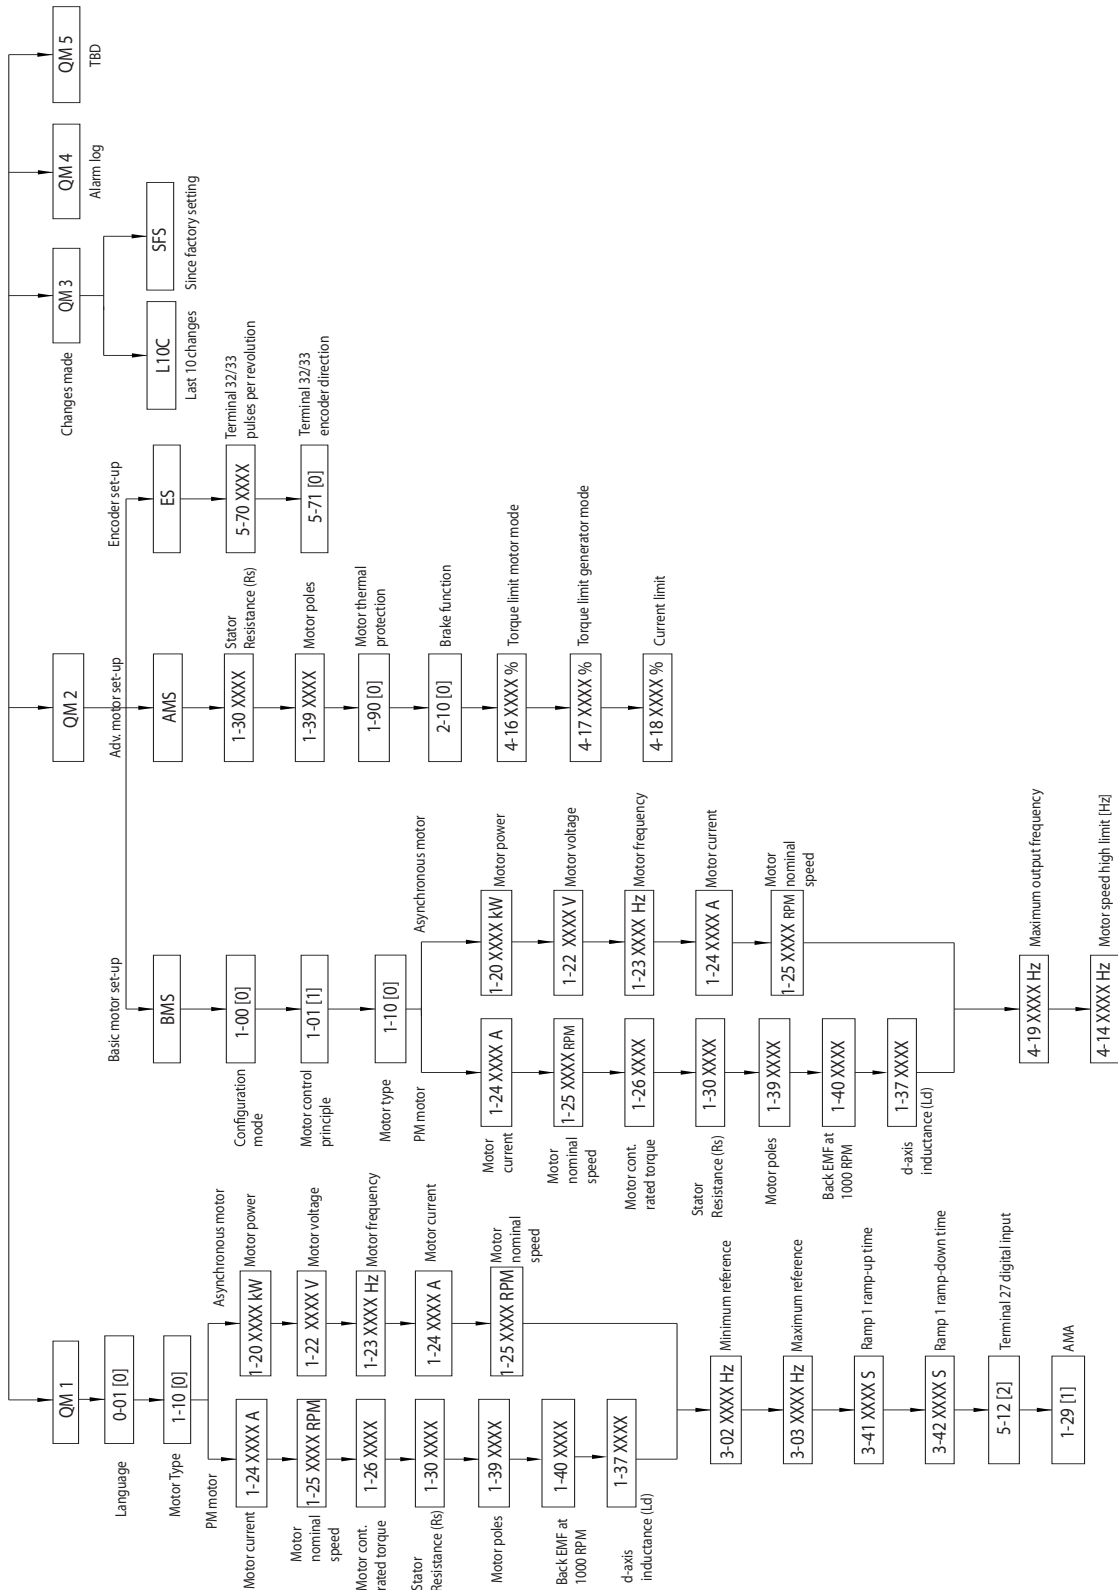 QM 1
Language
0-01 [0]
Motor Type
1-10 [0]
PM motor
Motor current
1-24 XXXX A
Motor
nominal
speed
1-25 XXXX RPM
Motor cont.
rated torque
1-26 XXXX
Stator
Resistance (Rs)
1-30 XXXX
Motor poles
1-39 XXXX
Back EMF at
1000 RPM
1-40 XXXX
d-axis
inductance (Ld)
1-37 XXXX
Asynchronous motor
1-20 XXXX kW
Motor power
1-22 XXXX V
Motor voltage
1-23 XXXX Hz
Motor frequency
1-24 XXXX A
Motor current
1-25 XXXX RPM
Motor
nominal
speed
3-02 XXXX Hz
Minimum reference
3-03 XXXX Hz
Maximum reference
3-41 XXXX S
Ramp 1 ramp-up time
3-42 XXXX S
Ramp 1 ramp-down time
5-12 [2]
Terminal 27 digital input
1-29 [1]
AMA
QM 2
Basic motor set-up
BMS
Configuration
mode
1-00 [0]
Motor control
principle
1-01 [1]
Motor type
1-10 [0]
PM motor
Motor
current
1-24 XXXX A
Motor
nominal
speed
1-25 XXXX RPM
Motor cont.
rated torque
1-26 XXXX
Stator
Resistance (Rs)
1-30 XXXX
Motor poles
1-39 XXXX
Back EMF at
1000 RPM
1-40 XXXX
d-axis
inductance (Ld)
1-37 XXXX
Asynchronous motor
1-20 XXXX kW
Motor power
1-22 XXXX V
Motor voltage
1-23 XXXX Hz
Motor frequency
1-24 XXXX A
Motor current
1-25 XXXX RPM
Motor
nominal
speed
4-19 XXXX Hz
Maximum output frequency
4-14 XXXX Hz
Motor speed high limit [Hz]
Adv. motor set-up
AMS
1-30 XXXX
Stator
Resistance (Rs)
1-39 XXXX
Motor poles
1-90 [0]
Motor thermal
protection
2-10 [0]
Brake function
4-16 XXXX %
Torque limit motor mode
4-17 XXXX %
Torque limit generator mode
4-18 XXXX %
Current limit
Encoder set-up
ES
5-70 XXXX
Terminal 32/33
pulses per revolution
5-71 [0]
Terminal 32/33
encoder direction
Changes made
QM 3
L10C
Last 10 changes
SFS
Since factory setting
QM 4
Alarm log
QM 5
TBD